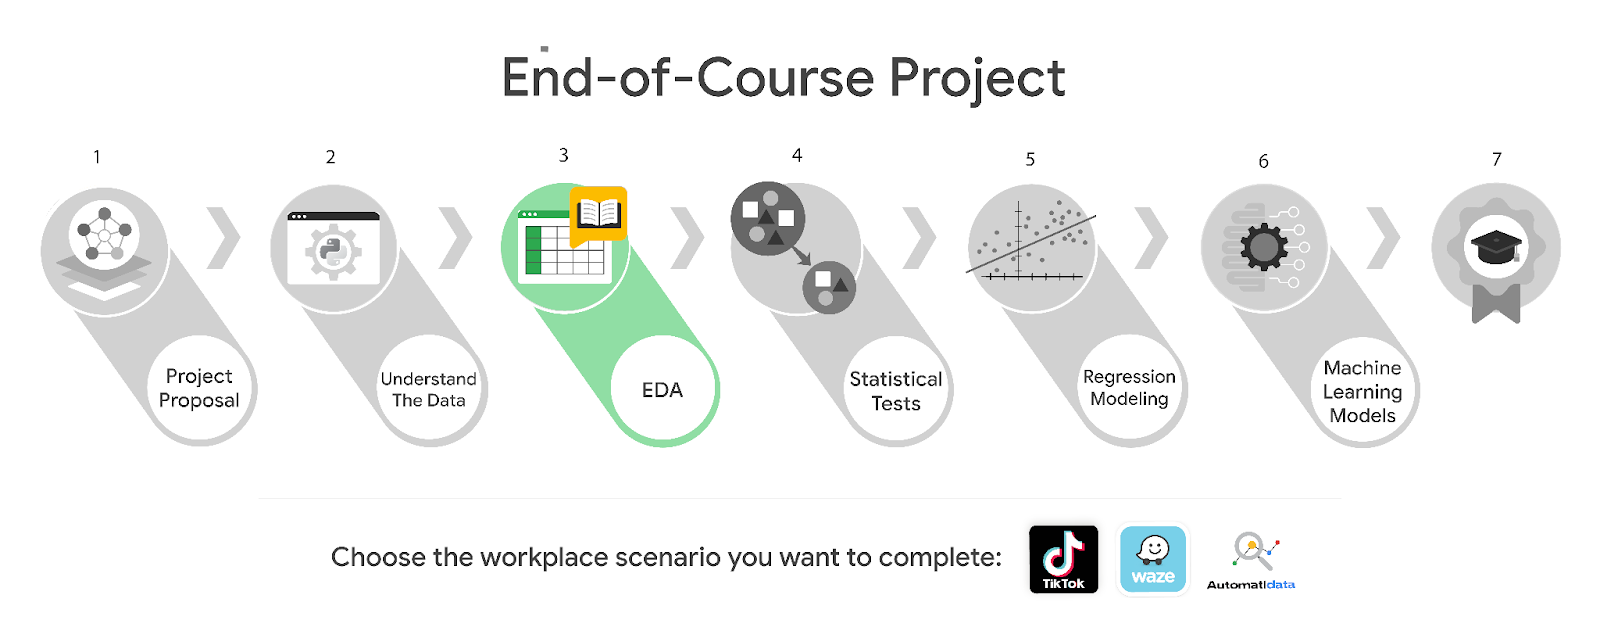 End-of-Course Project
1
2
3
4
5
6
7
Project
Proposal
Understand
The Data
EDA
Statistical
Tests
Regression
Modeling
Machine
Learning
Models
Choose the workplace scenario you want to complete:
TikTok
waze
Automatidata